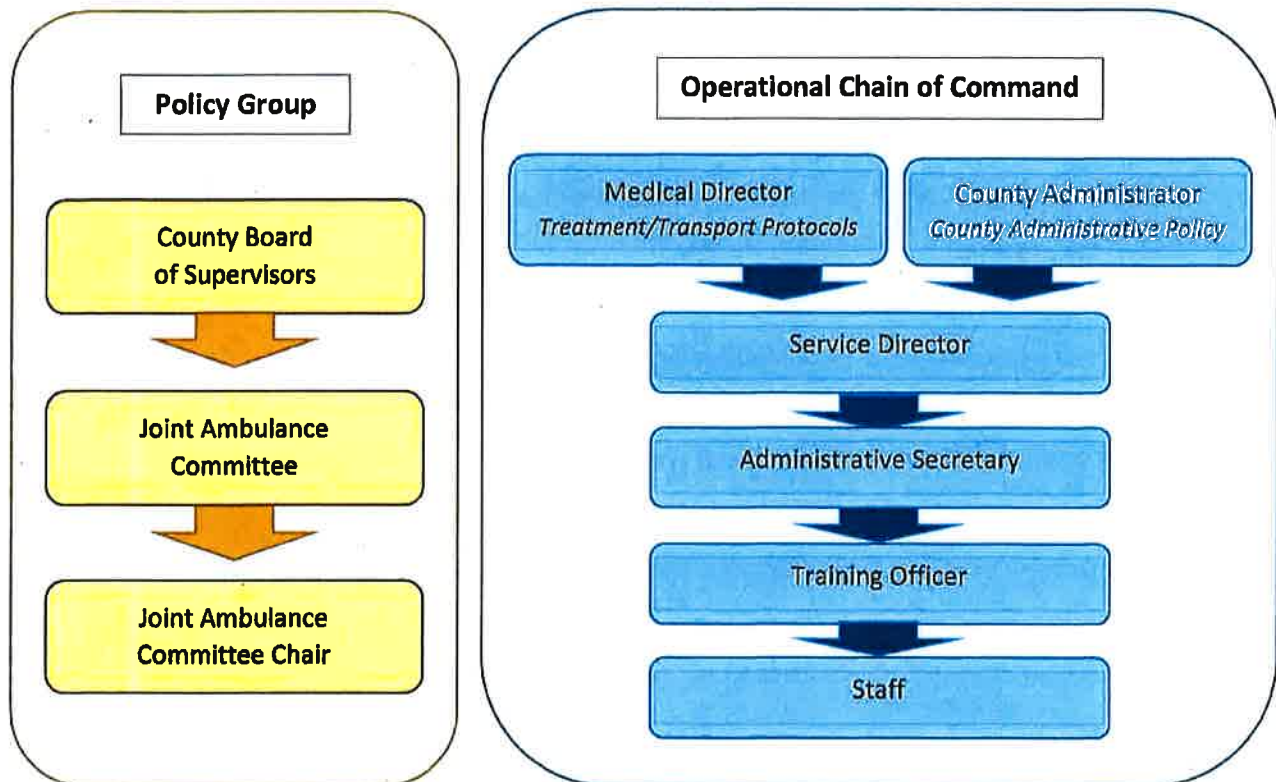 Policy Group
County Board
of Supervisors
Joint Ambulance
Committee
Joint Ambulance
Committee Chair
Operational Chain of Command
Medical Director
Treatment/Transport Protocols
County Administrator
County Administrative Policy
Service Director
Administrative Secretary
Training Officer
Staff